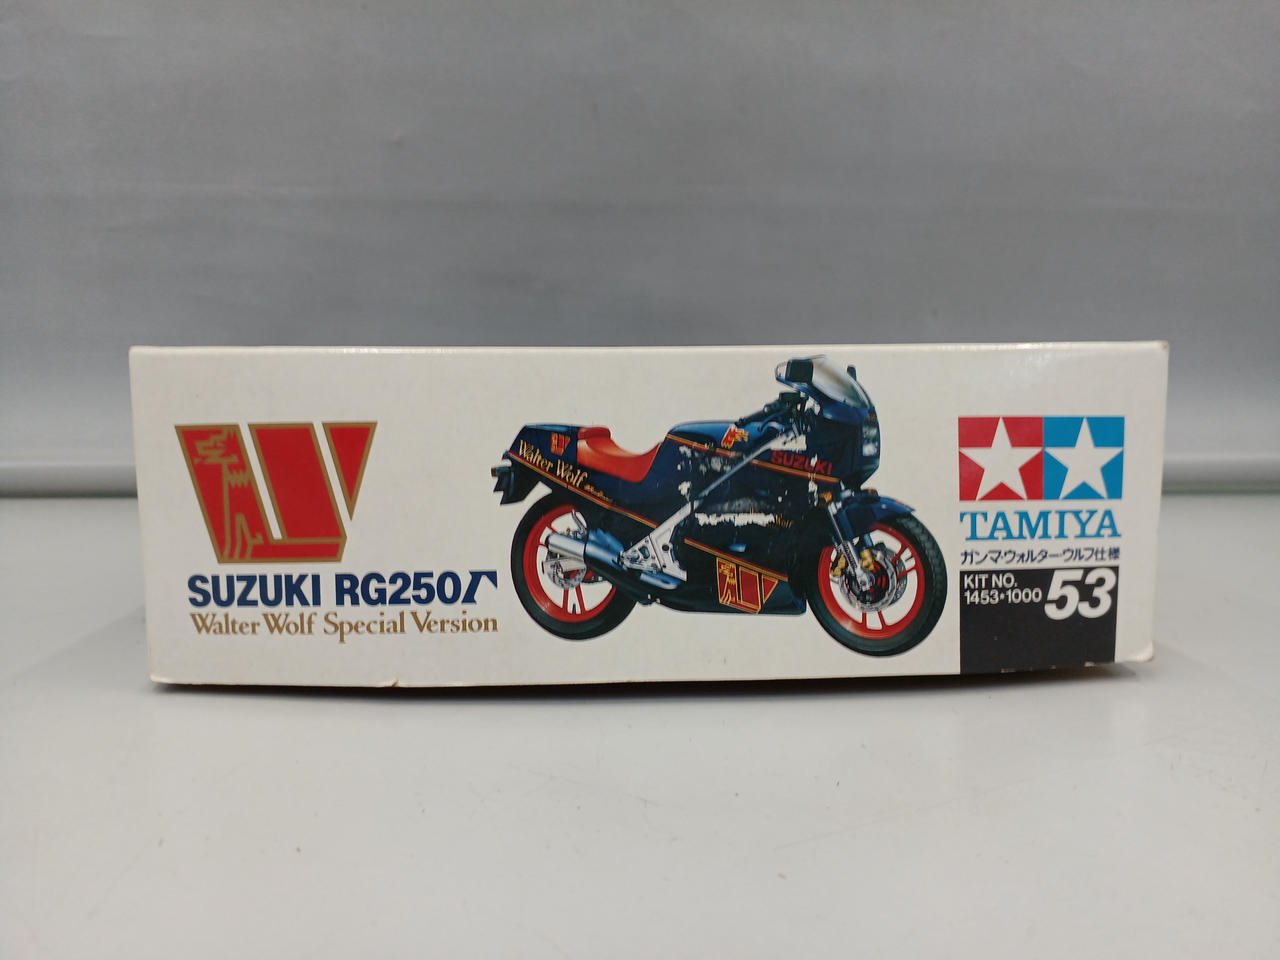 SUZUKI RG250Γ
Walter Wolf Special Version
Walter Wolf
SUZUKI
Wolf
TAMIYA
ガンマ・ウォルター・ウルフ仕様
KIT NO.
1453★1000
53